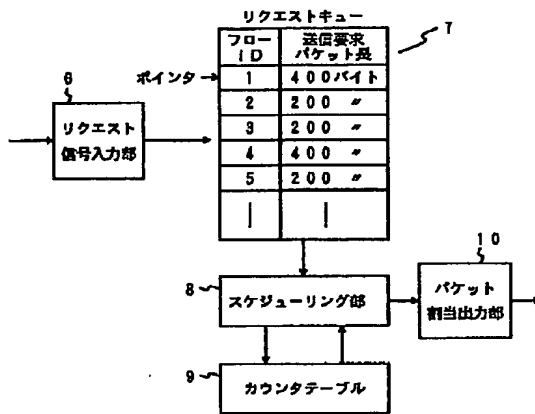 リクエストキュー
7
フロー
ID
送信要求
パケット長
ポインタ
1 400バイト
2 200 〃
3 200 〃
4 400 〃
5 200 〃
6
リクエスト
信号入力部
8
スケジューリング部
10
パケット
割当出力部
9
カウンタテーブル